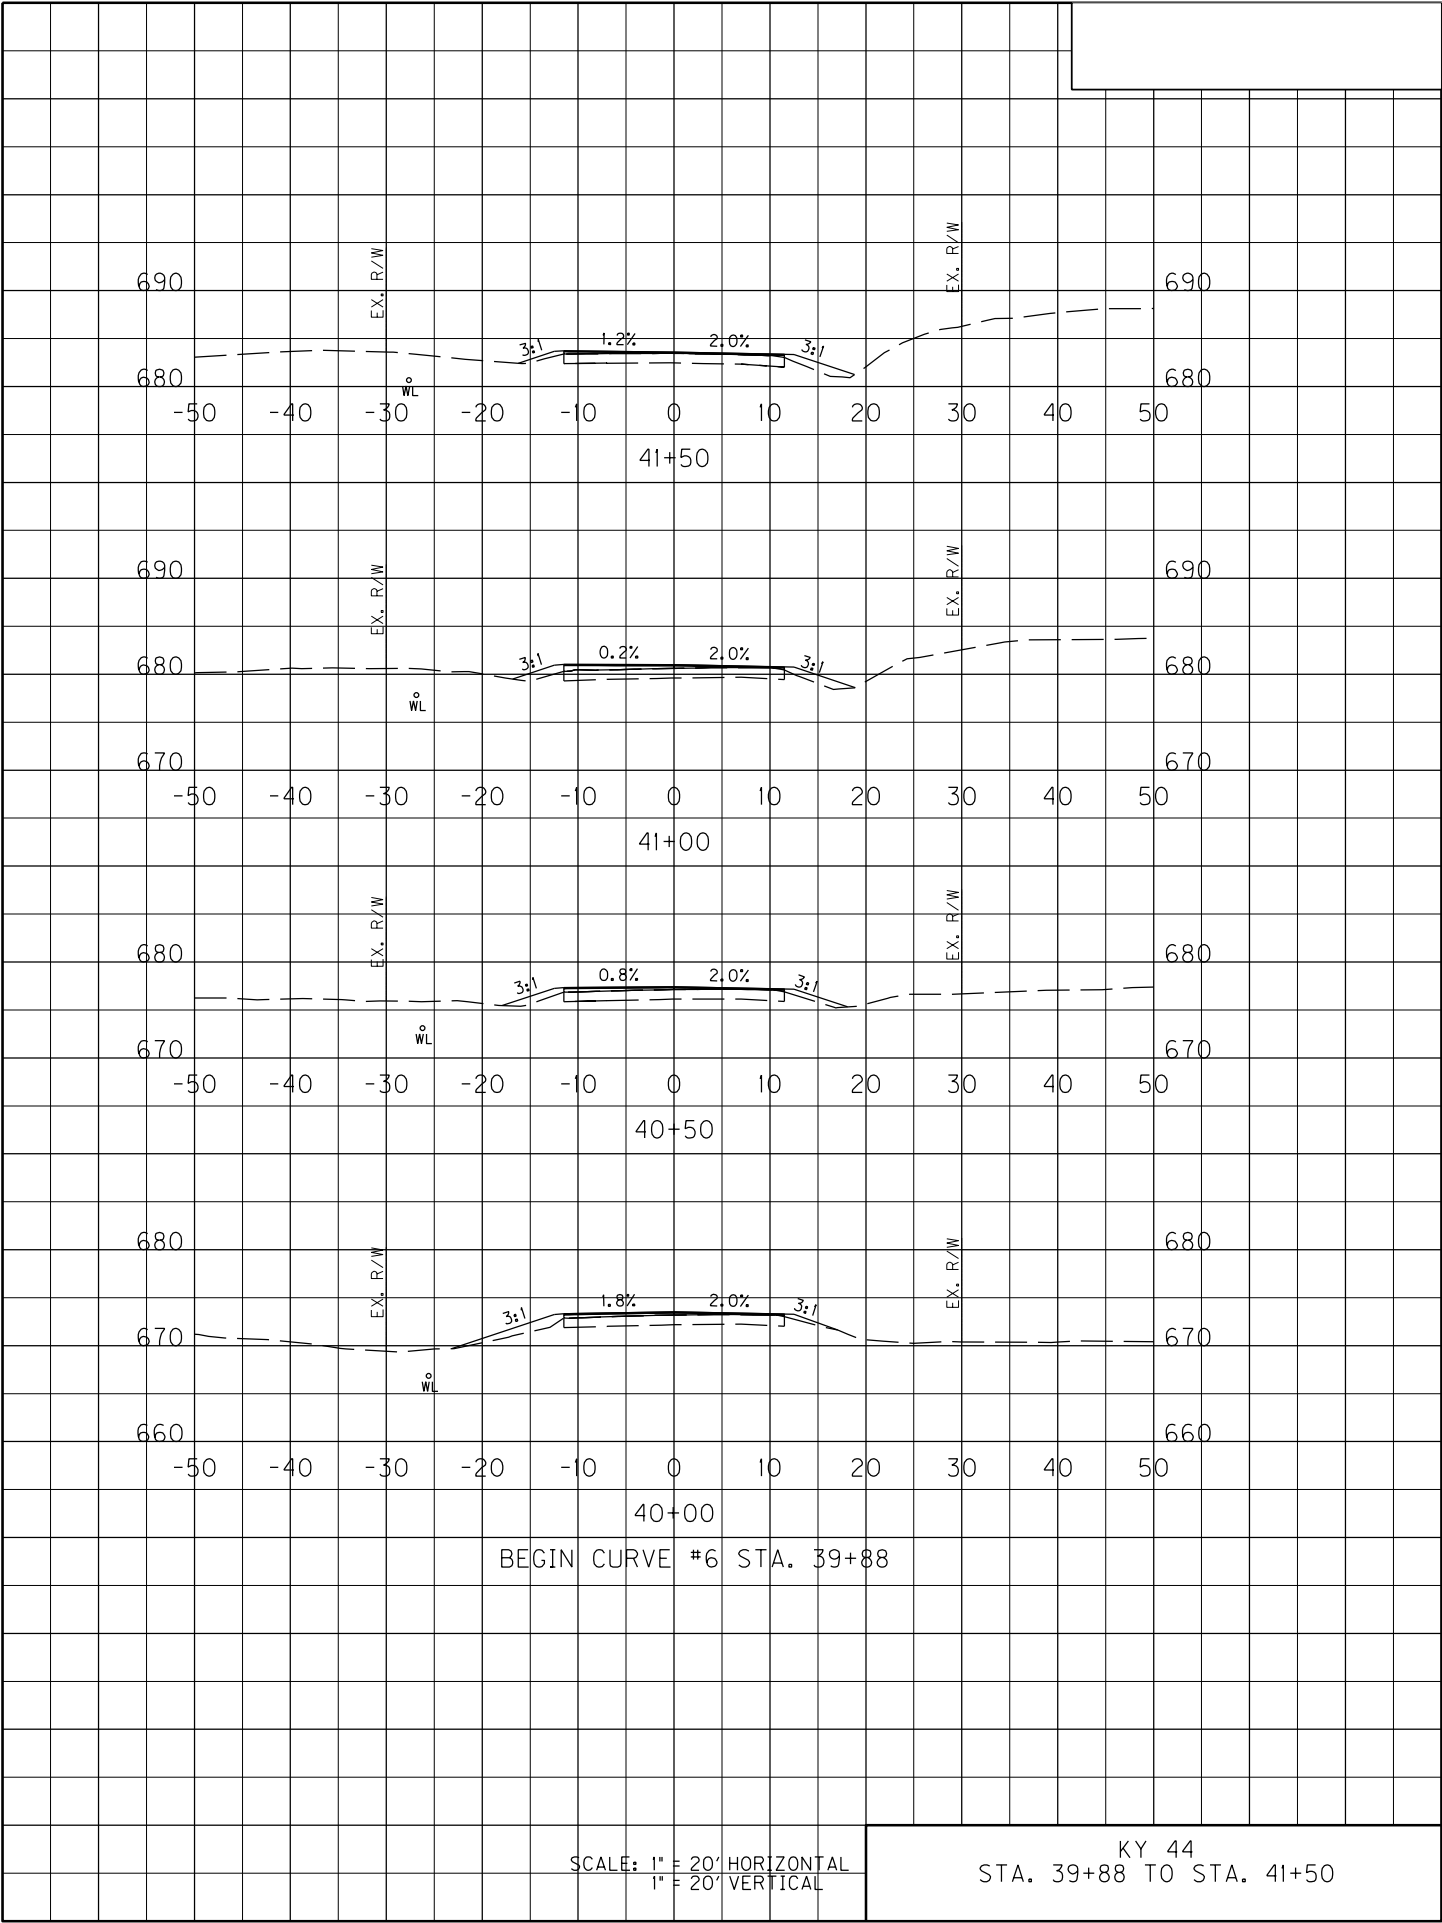 EX. R/W
EX. R/W
690
690
3:1
1.2%
2.0%
3:1
680
WL
680
-50 -40 -30 -20 -10 0 10 20 30 40 50
41+50
EX. R/W
EX. R/W
690
690
3:1
0.2%
2.0%
3:1
680
680
WL
670
670
-50 -40 -30 -20 -10 0 10 20 30 40 50
41+00
EX. R/W
EX. R/W
680
680
3:1
0.8%
2.0%
3:1
WL
670
670
-50 -40 -30 -20 -10 0 10 20 30 40 50
40+50
EX. R/W
EX. R/W
680
680
3:1
1.8%
2.0%
3:1
670
670
WL
660
660
-50 -40 -30 -20 -10 0 10 20 30 40 50
40+00
BEGIN CURVE #6 STA. 39+88
SCALE: 1" = 20' HORIZONTAL
1" = 20' VERTICAL
KY 44
STA. 39+88 TO STA. 41+50